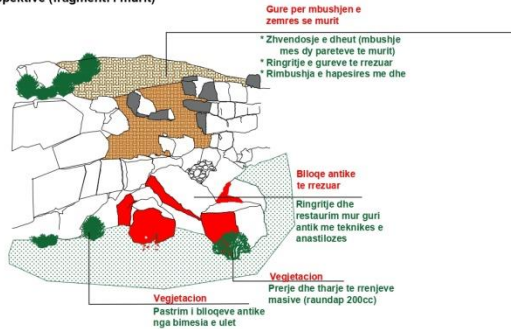 (fragment i murit)
Gure per mbushjen e
zemres se murit
* Zhvendosje e dheut (mbushje
mes dy pareteve te murit)
* Ringritje e gureve te rrezuar
* Rimbushja e hapesires me dhe
Blloqe antike
te rrezuar
Ringritje dhe
restaurim mur guri
antik me teknikes e
anastilozes
Vegjetacion
Prerje dhe tharje te rrenjeve
masive (raundap 200cc)
Vegjetacion
Pastrim i blloqeve antike
nga bimesia e ulet